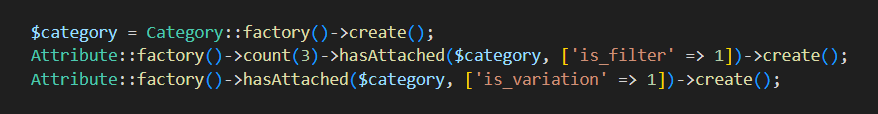 $category = Category::factory()->create();
Attribute::factory()->count(3)->hasAttached($category, ['is_filter' => 1])->create();
Attribute::factory()->hasAttached($category, ['is_variation' => 1])->create();